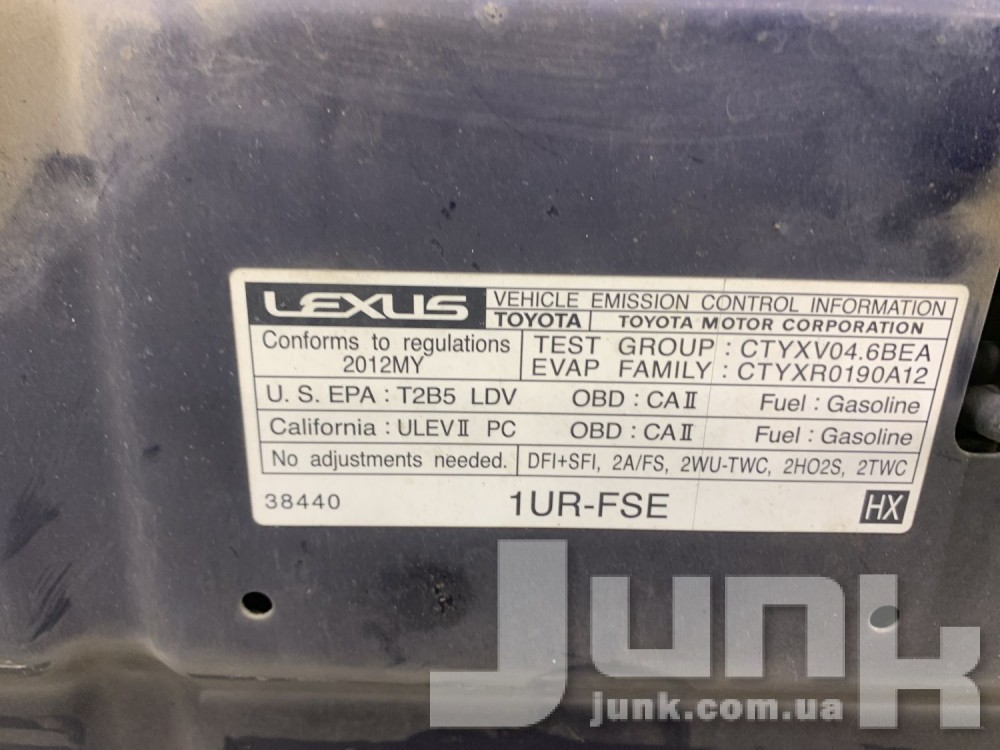 LEXUS VEHICLE EMISSION CONTROL INFORMATION
TOYOTA TOYOTA MOTOR CORPORATION
Conforms to regulations
2012MY
TEST GROUP : CTYXV04.6BEA
EVAP FAMILY : CTYXR0190A12
U. S. EPA : T2B5 LDV OBD : CAⅡ Fuel : Gasoline
California : ULEVⅡ PC OBD : CAⅡ Fuel : Gasoline
No adjustments needed. DFI+SFI, 2A/FS, 2WU-TWC, 2HO2S, 2TWC
38440 1UR-FSE HX
Junk
junk.com.ua